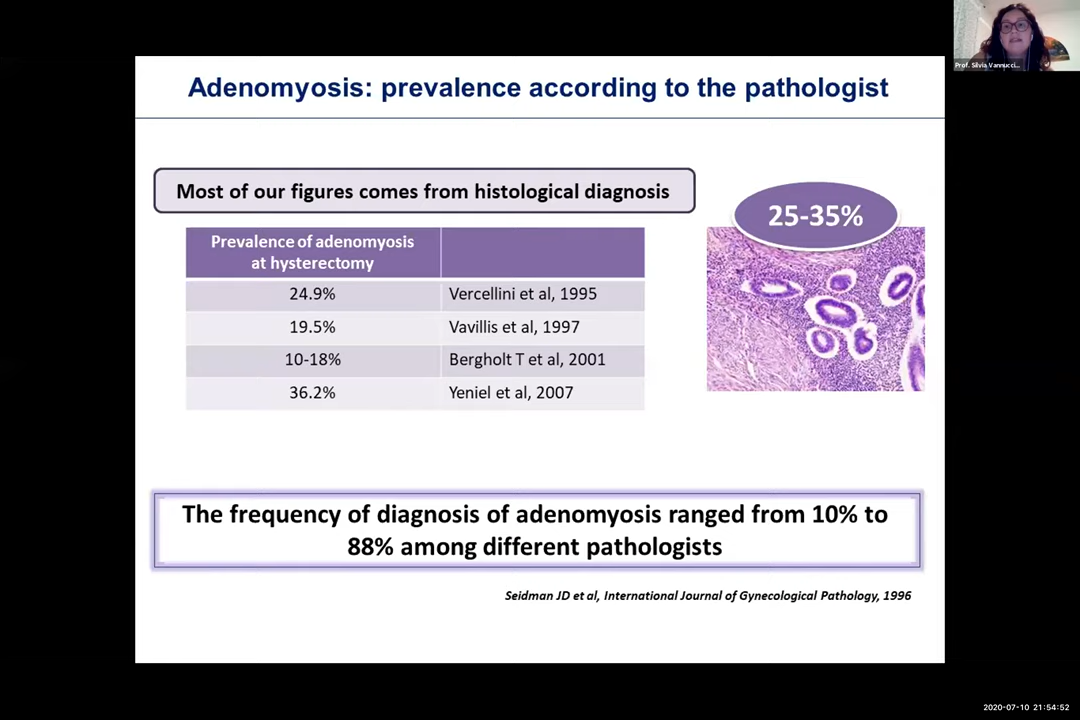 Prof. Silvia Vannucci...
Adenomyosis: prevalence according to the pathologist
Most of our figures comes from histological diagnosis
25-35%
Prevalence of adenomyosis
at hysterectomy
24.9% Vercellini et al, 1995
19.5% Vavillis et al, 1997
10-18% Bergholt T et al, 2001
36.2% Yeniel et al, 2007
The frequency of diagnosis of adenomyosis ranged from 10% to
88% among different pathologists
Seidman JD et al, International Journal of Gynecological Pathology, 1996
2020-07-10 21:54:52